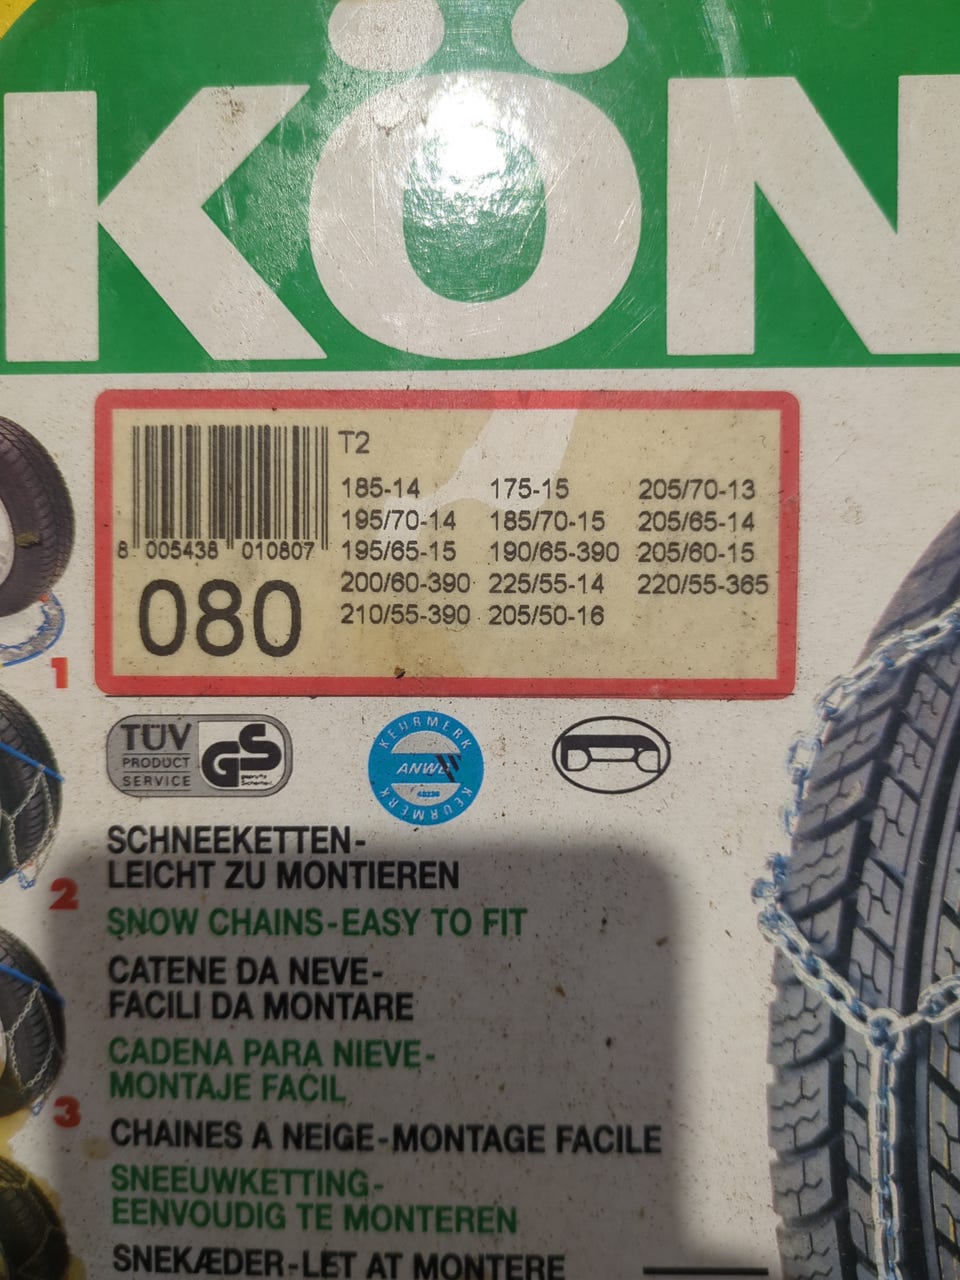 KÖN
T2
185-14 175-15 205/70-13
195/70-14 185/70-15 205/65-14
195/65-15 190/65-390 205/60-15
200/60-390 225/55-14 220/55-365
210/55-390 205/50-16
8 005438 010807
080
1
TÜV
PRODUCT
SERVICE
GS
geprüfte
Sicherheit
KEURMERK
ANWB
KEURMERK
SCHNEEKETTEN-
LEICHT ZU MONTIEREN
2
SNOW CHAINS-EASY TO FIT
CATENE DA NEVE-
FACILI DA MONTARE
CADENA PARA NIEVE-
MONTAJE FACIL
3
CHAINES A NEIGE-MONTAGE FACILE
SNEEUWKETTING-
EENVOUDIG TE MONTEREN
SNEKÆDER-LET AT MONTERE